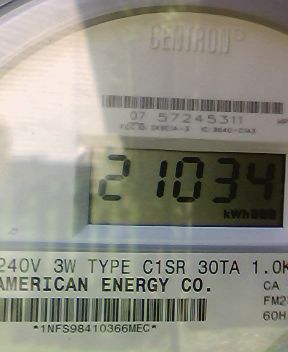 CENTRON®
07 57245311
21034
kWh
240V 3W TYPE C1SR 30TA 1.0K
AMERICAN ENERGY CO.
CA
FM2
60H
*1NFS98410366MEC*